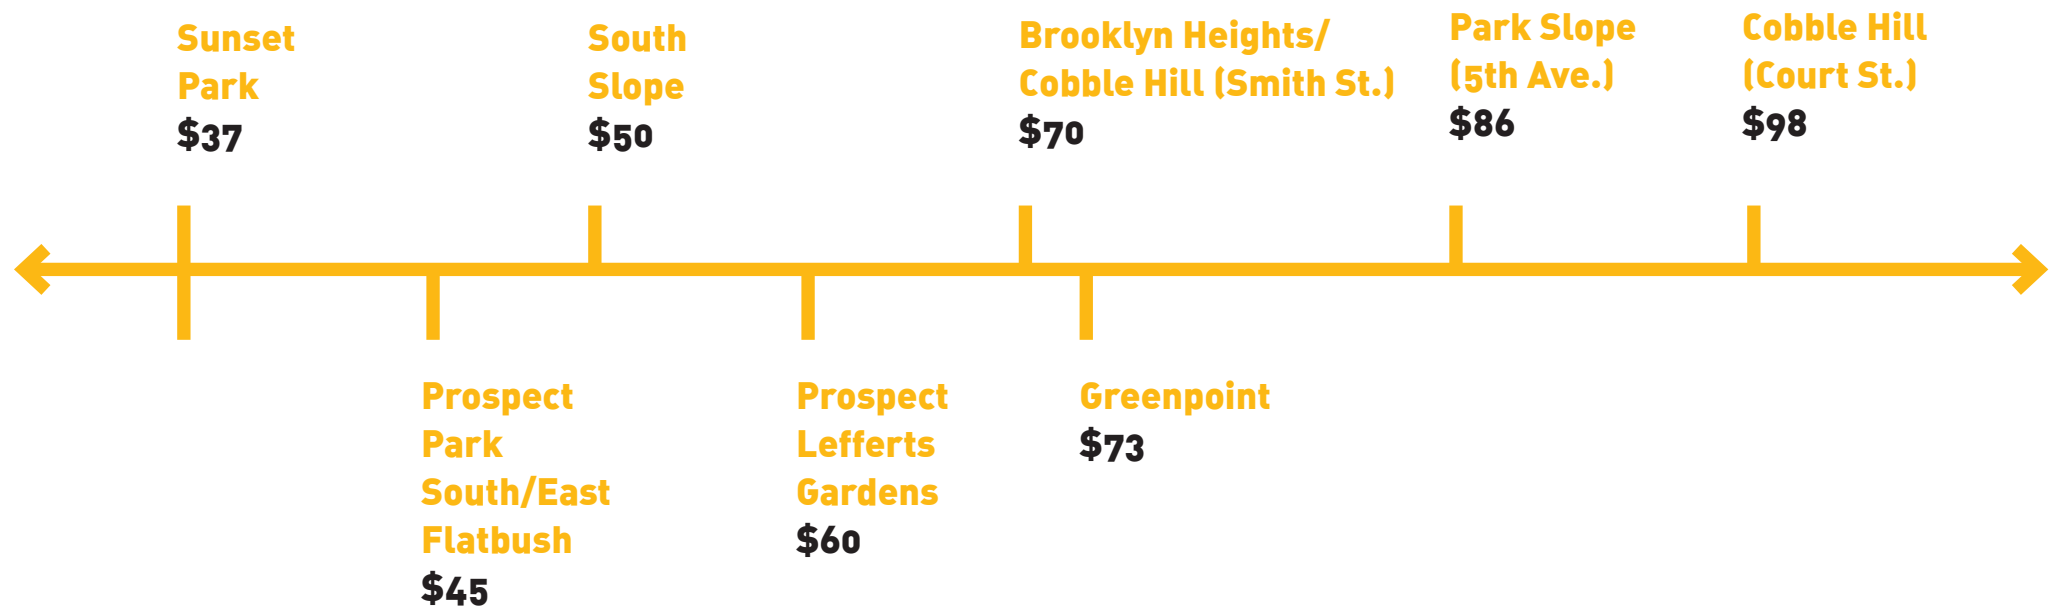 Sunset
Park
$37
South
Slope
$50
Brooklyn Heights/
Cobble Hill (Smith St.)
$70
Park Slope
(5th Ave.)
$86
Cobble Hill
(Court St.)
$98
Prospect
Park
South/East
Flatbush
$45
Prospect
Lefferts
Gardens
$60
Greenpoint
$73